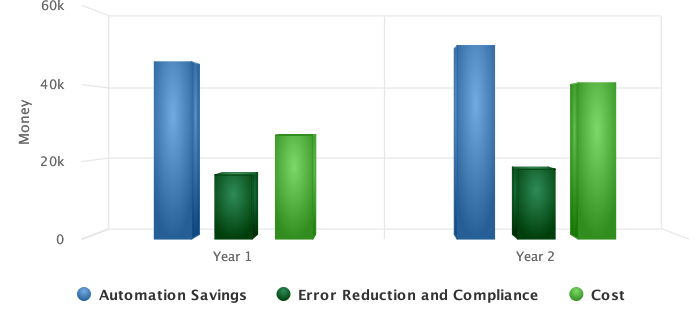 60k
40k
20k
0
Money
Year 1
Year 2
Automation Savings
Error Reduction and Compliance
Cost